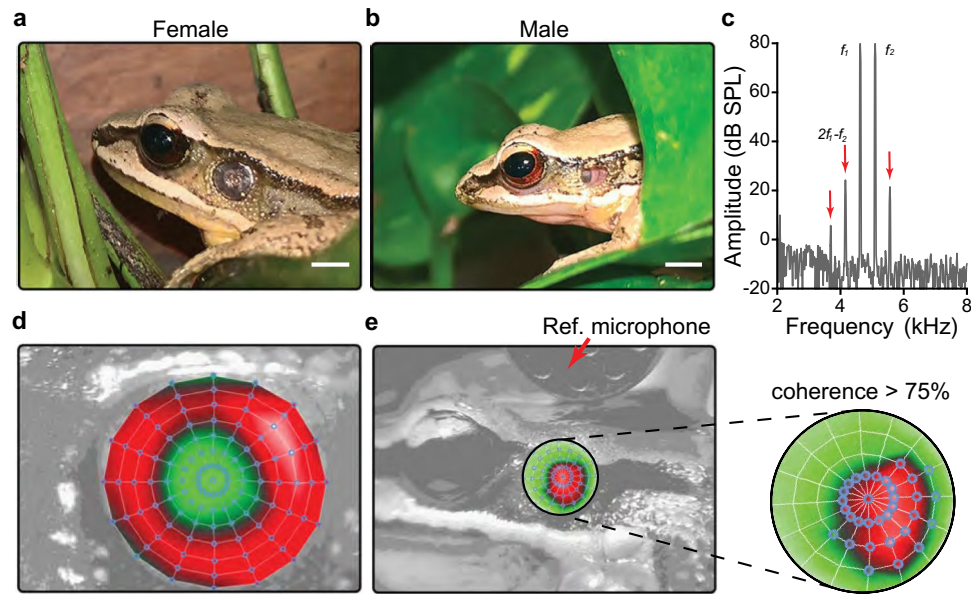 a
Female
b
Male
c
80
60
40
20
0
-20
Amplitude (dB SPL)
f1
f2
2f1-f2
2
4
6
8
Frequency (kHz)
d
e
Ref. microphone
coherence > 75%